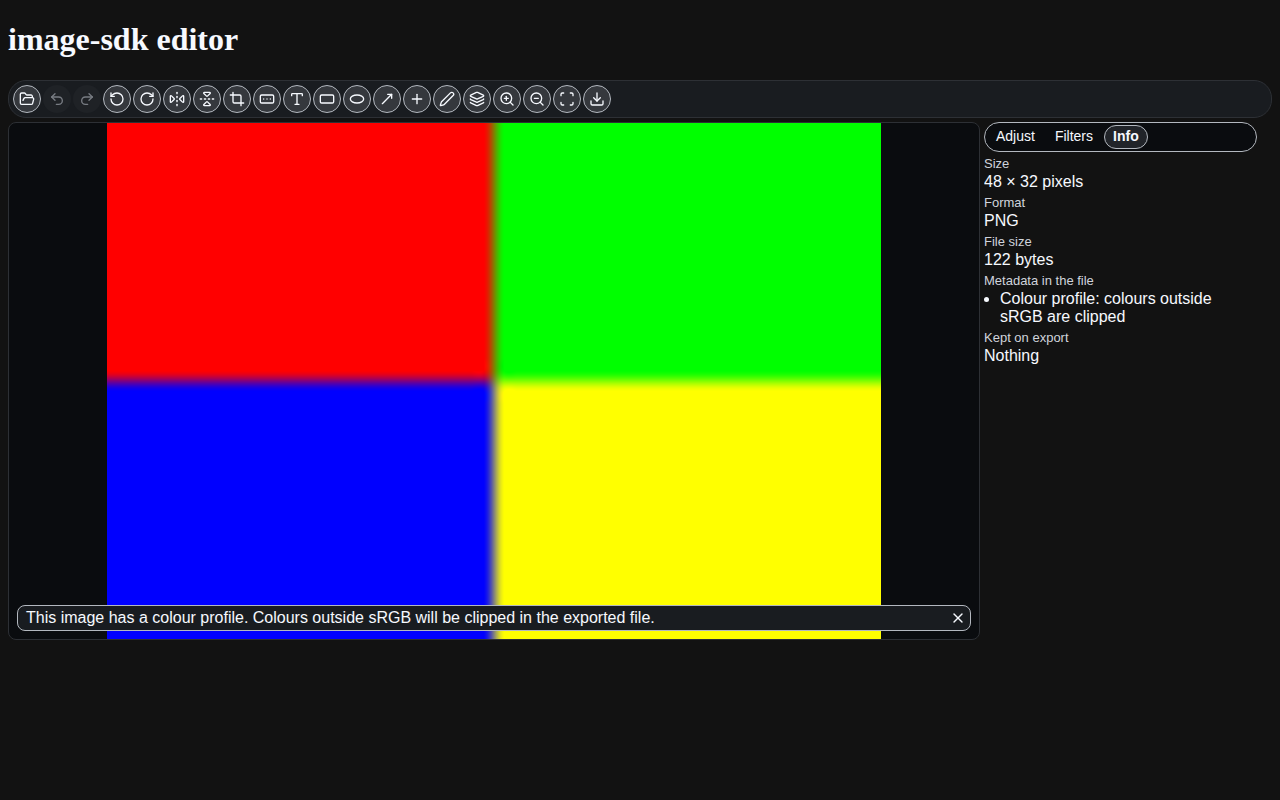 image-sdk editor
Adjust Filters Info
Size
48 × 32 pixels
Format
PNG
File size
122 bytes
Metadata in the file
Colour profile: colours outside
sRGB are clipped
Kept on export
Nothing
This image has a colour profile. Colours outside sRGB will be clipped in the exported file.